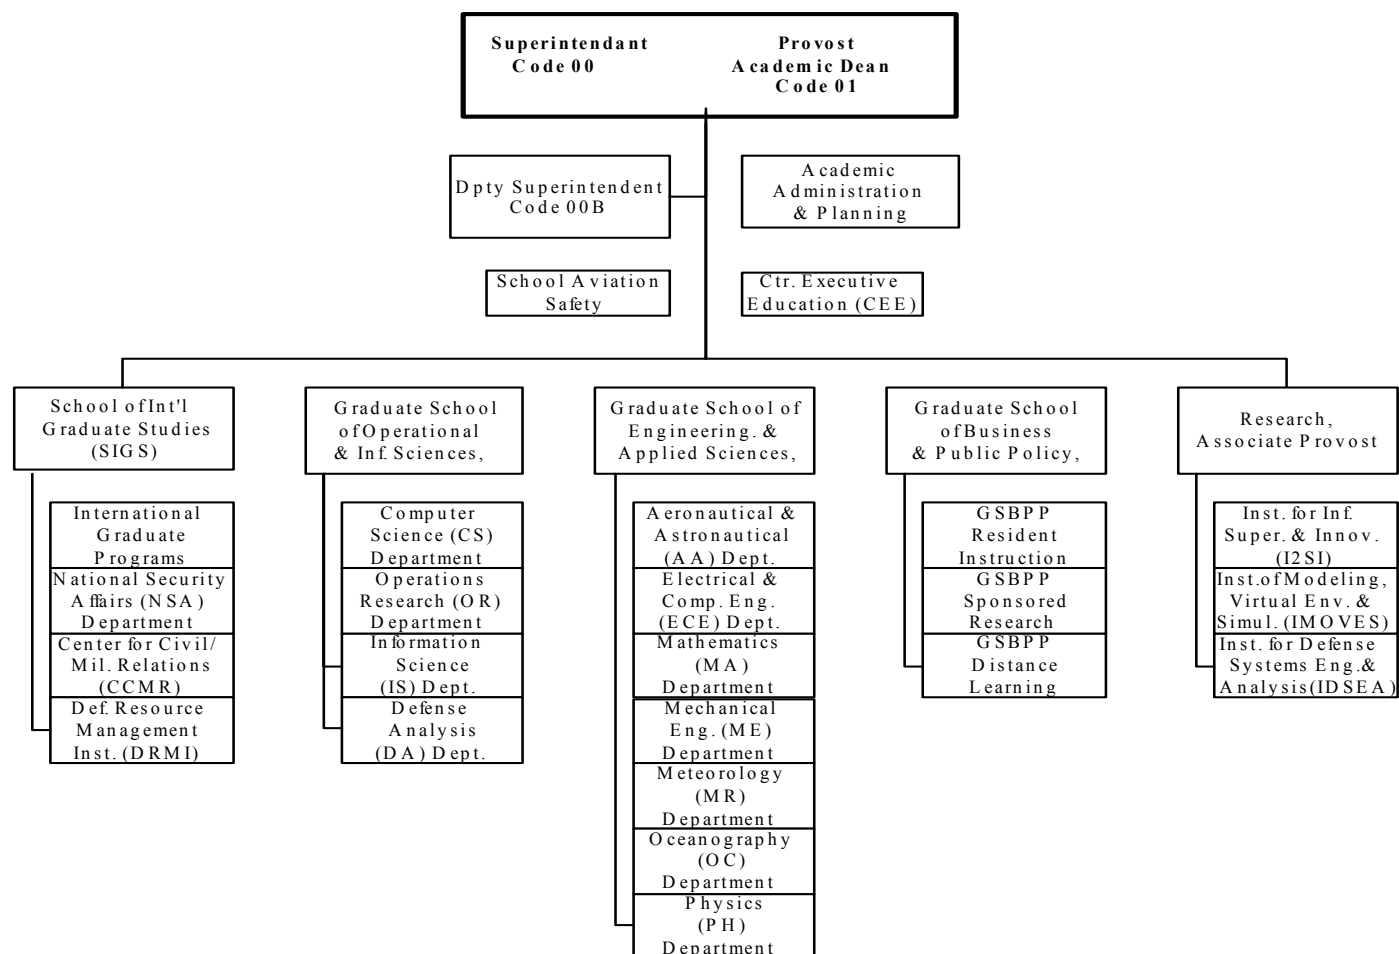 Superintendant
Code 00
Provost
Academic Dean
Code 01
Dpty Superintendent
Code 00B
Academic
Administration
& Planning
School Aviation
Safety
Ctr. Executive
Education (CEE)
School of Int'l
Graduate Studies
(SIGS)
Graduate School
of Operational
& Inf. Sciences,
Graduate School of
Engineering. &
Applied Sciences,
Graduate School
of Business
& Public Policy,
Research,
Associate Provost
International
Graduate
Programs
National Security
Affairs (NSA)
Department
Center for Civil/
Mil. Relations
(CCMR)
Def. Resource
Management
Inst. (DRMI)
Computer
Science (CS)
Department
Operations
Research (OR)
Department
Information
Science
(IS) Dept.
Defense
Analysis
(DA) Dept.
Aeronautical &
Astronautical
(AA) Dept.
Electrical &
Comp. Eng.
(ECE) Dept.
Mathematics
(MA)
Department
Mechanical
Eng. (ME)
Department
Meteorology
(MR)
Department
Oceanography
(OC)
Department
Physics
(PH)
Department
GSBPP
Resident
Instruction
GSBPP
Sponsored
Research
GSBPP
Distance
Learning
Inst. for Inf.
Super. & Innov.
(I2SI)
Inst. of Modeling,
Virtual Env. &
Simul. (IMOVES)
Inst. for Defense
Systems Eng. &
Analysis (IDSEA)